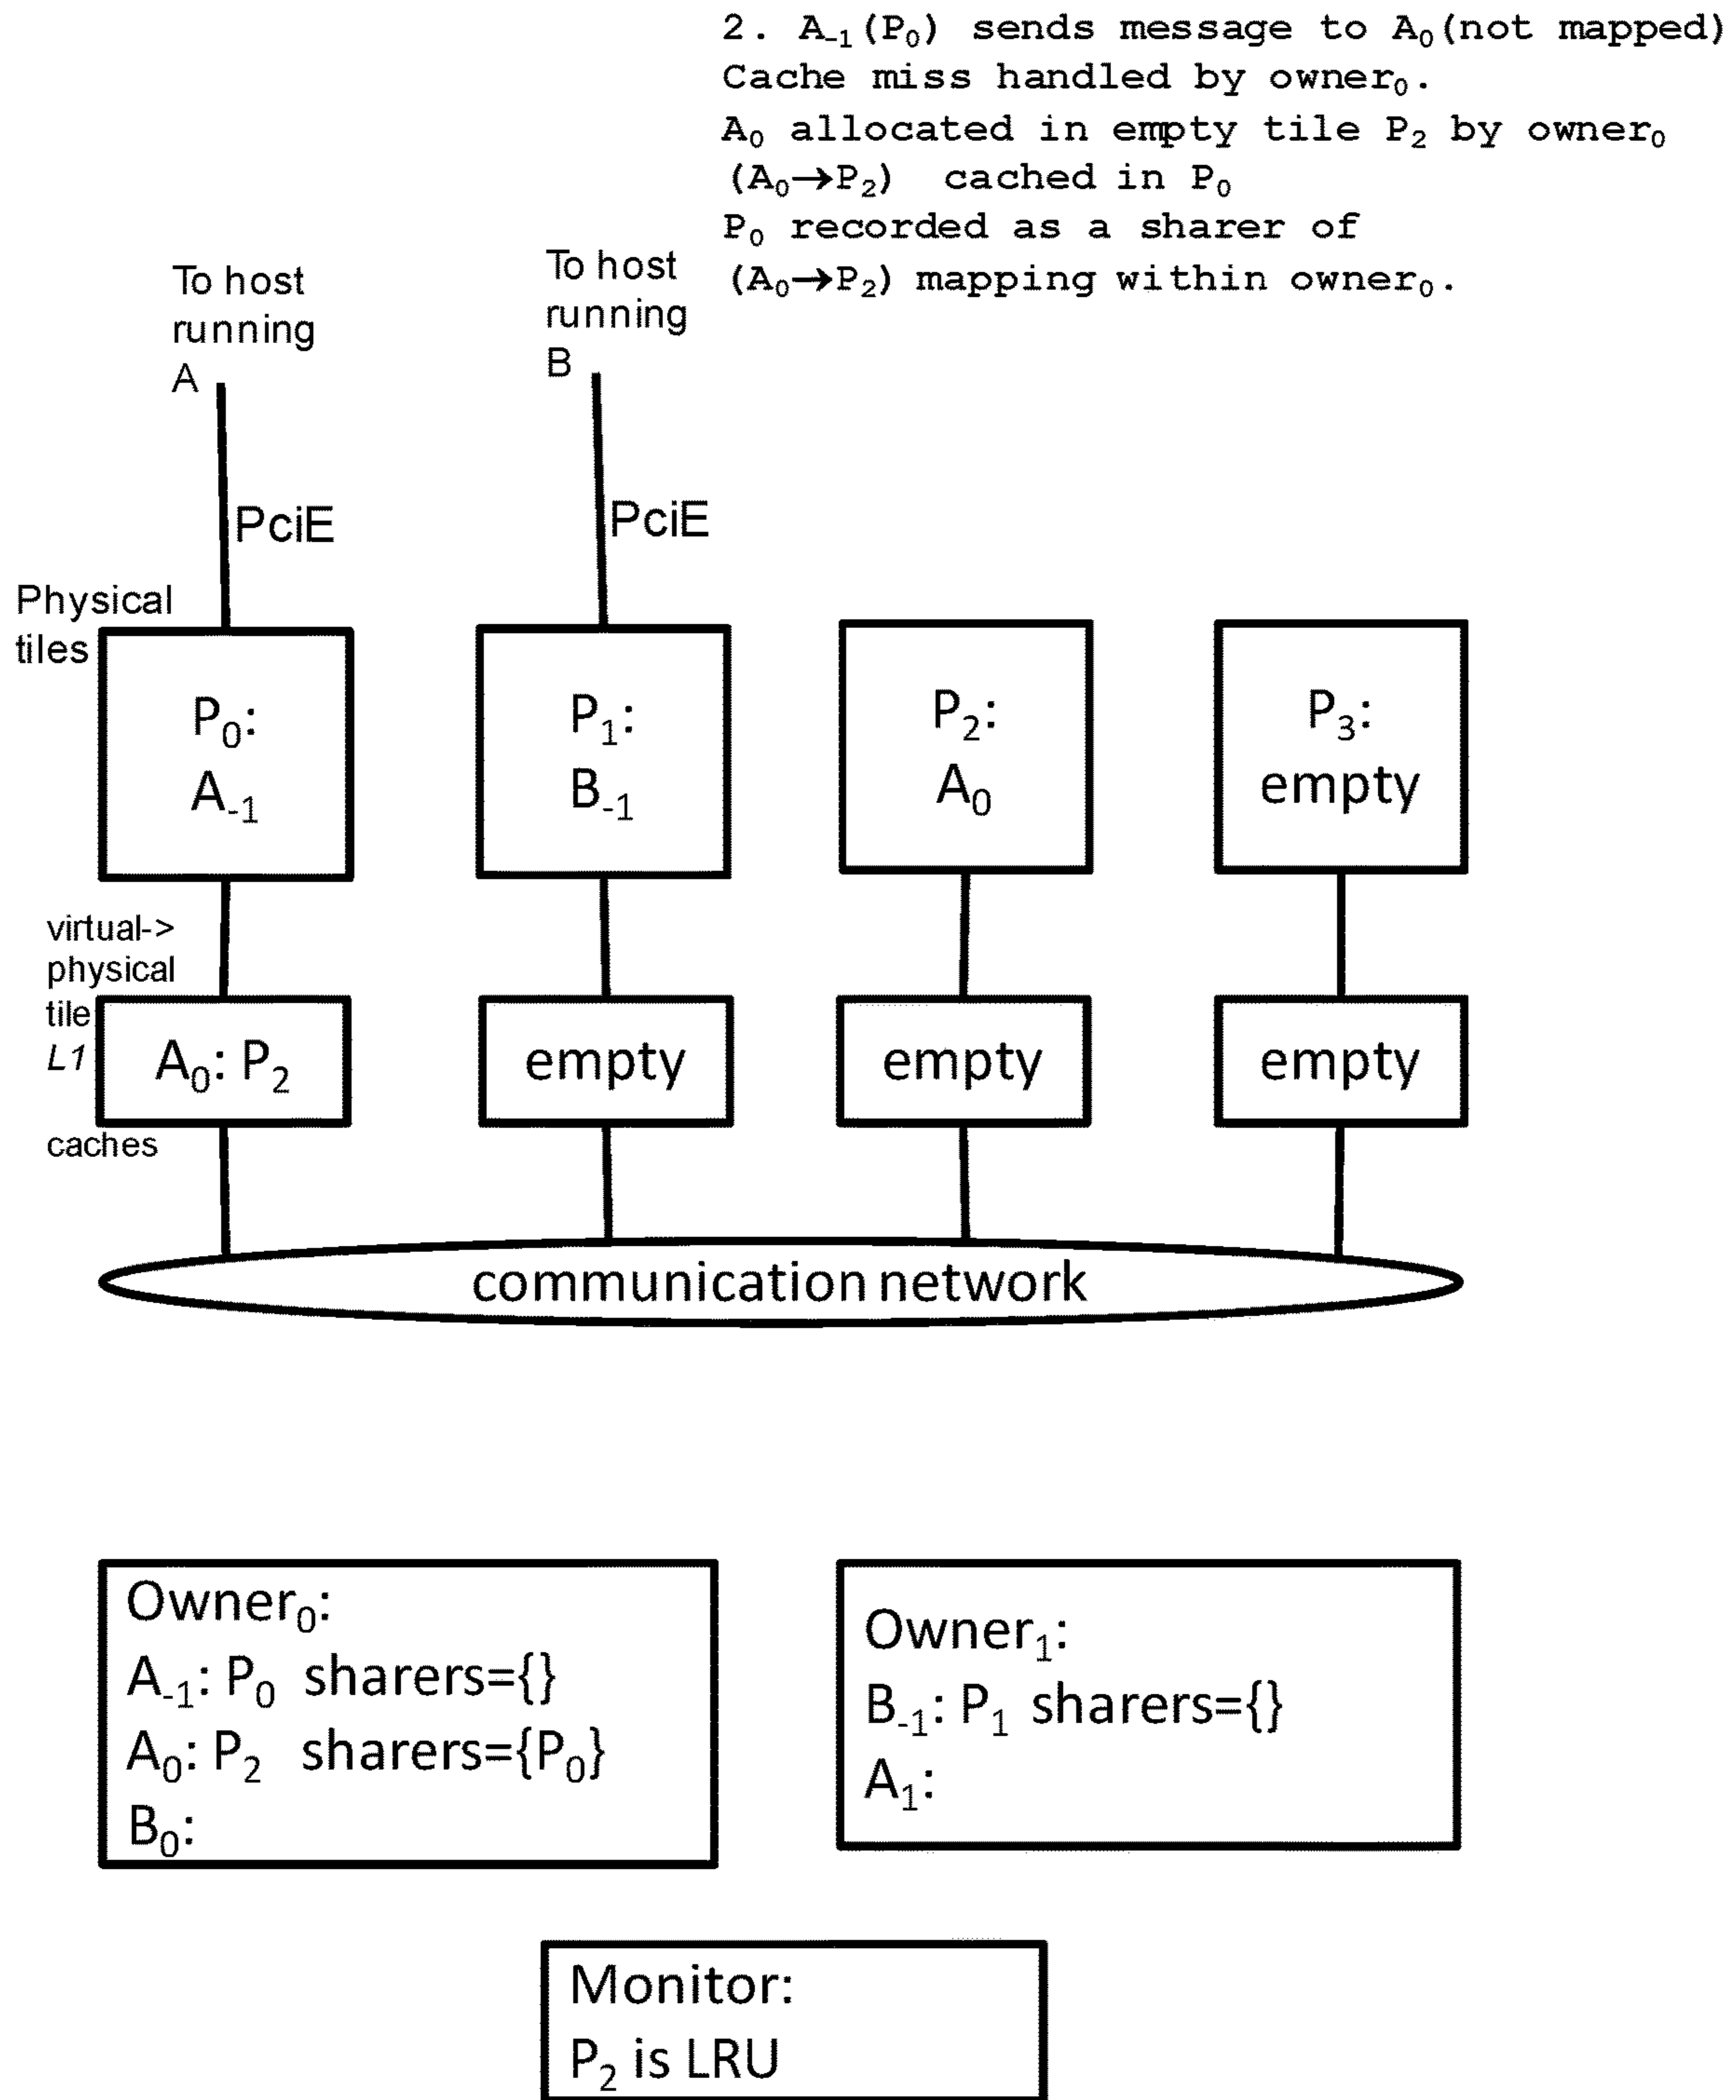 2. A₋₁(P₀) sends message to A₀(not mapped)
Cache miss handled by owner₀.
A₀ allocated in empty tile P₂ by owner₀
(A₀→P₂) cached in P₀
P₀ recorded as a sharer of
(A₀→P₂) mapping within owner₀.
To host
running
A
To host
running
B
PciE
PciE
Physical
tiles
P₀:
A₋₁
P₁:
B₋₁
P₂:
A₀
P₃:
empty
virtual->
physical
tile
L1
caches
A₀: P₂
empty
empty
empty
communication network
Owner₀:
A₋₁: P₀ sharers={}
A₀: P₂ sharers={P₀}
B₀:
Owner₁:
B₋₁: P₁ sharers={}
A₁:
Monitor:
P₂ is LRU